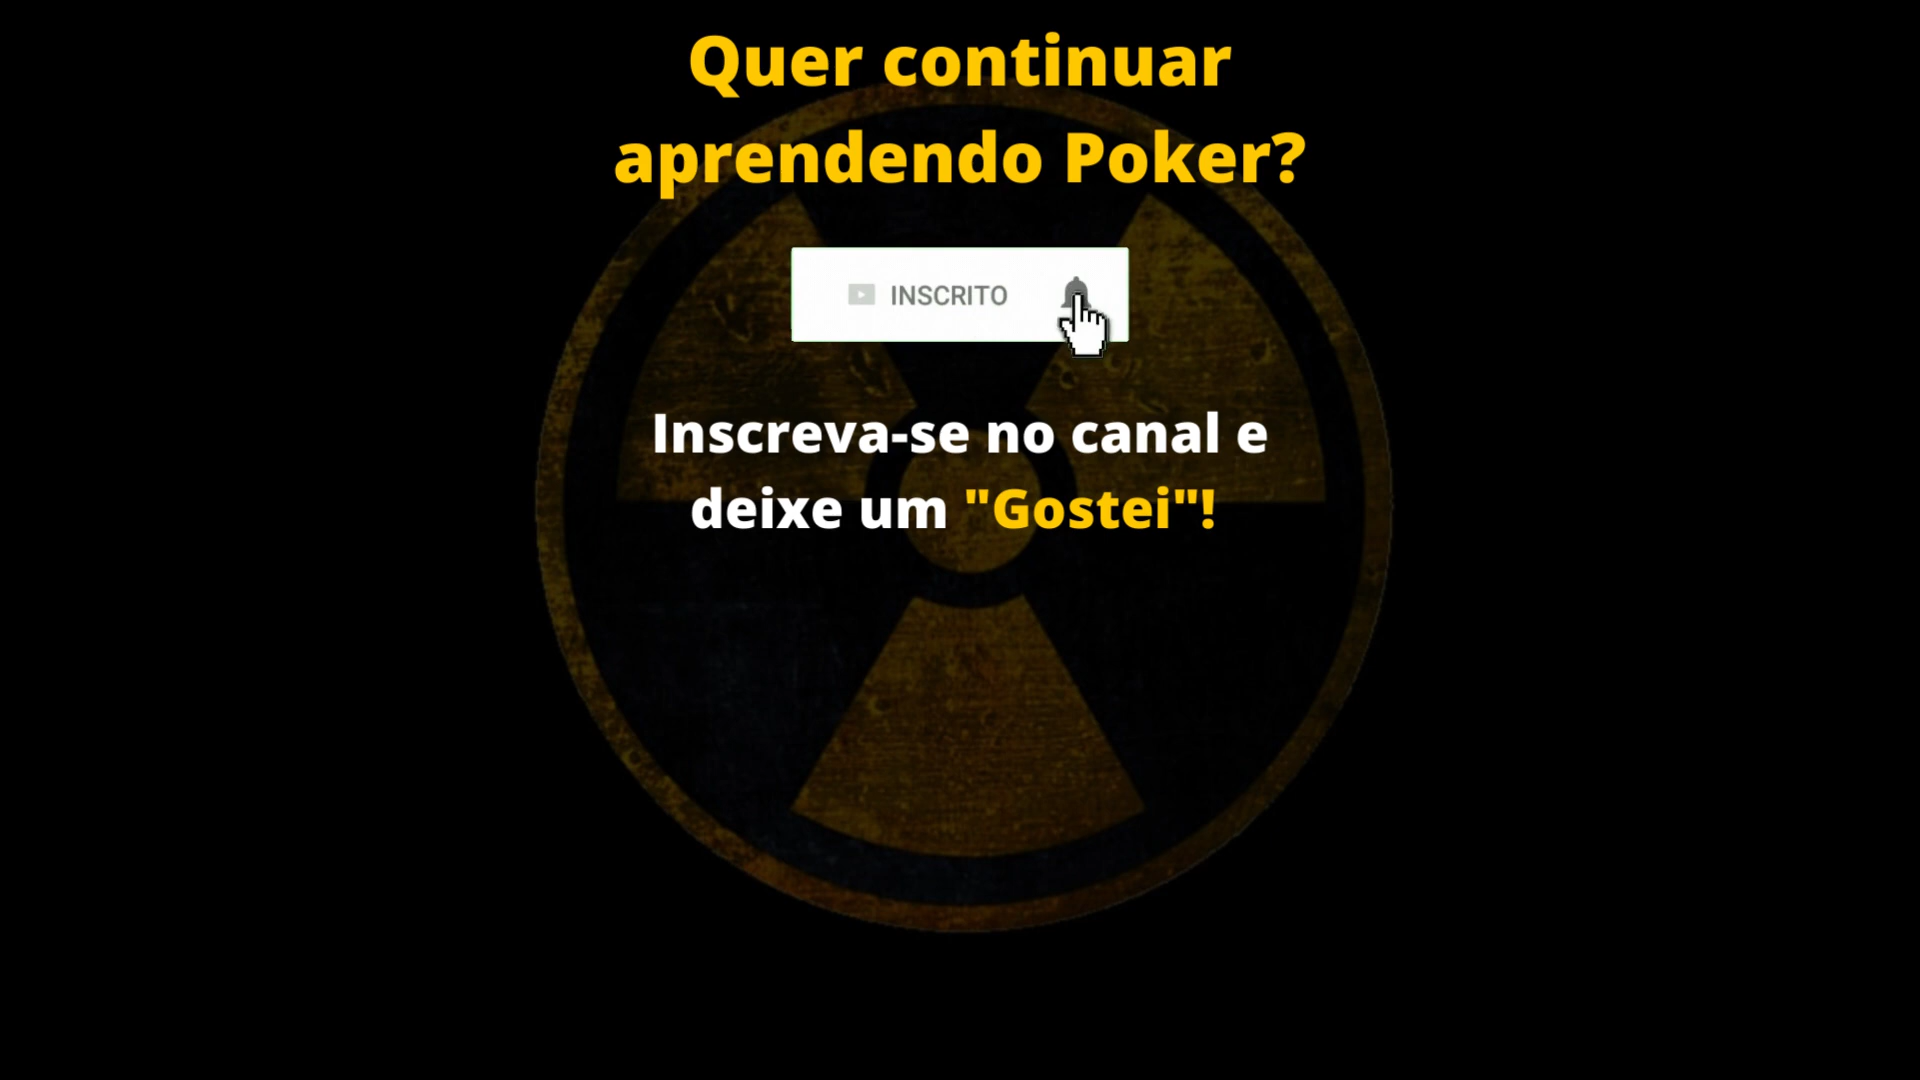 Quer continuar
aprendendo Poker?
INSCRITO
Inscreva-se no canal e
deixe um "Gostei"!